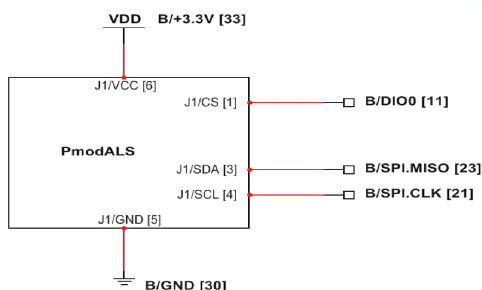 VDD B/+3.3V [33]
J1/VCC [6]
J1/CS [1] B/DIO0 [11]
PmodALS
J1/SDA [3] B/SPI.MISO [23]
J1/SCL [4] B/SPI.CLK [21]
J1/GND [5]
B/GND [30]